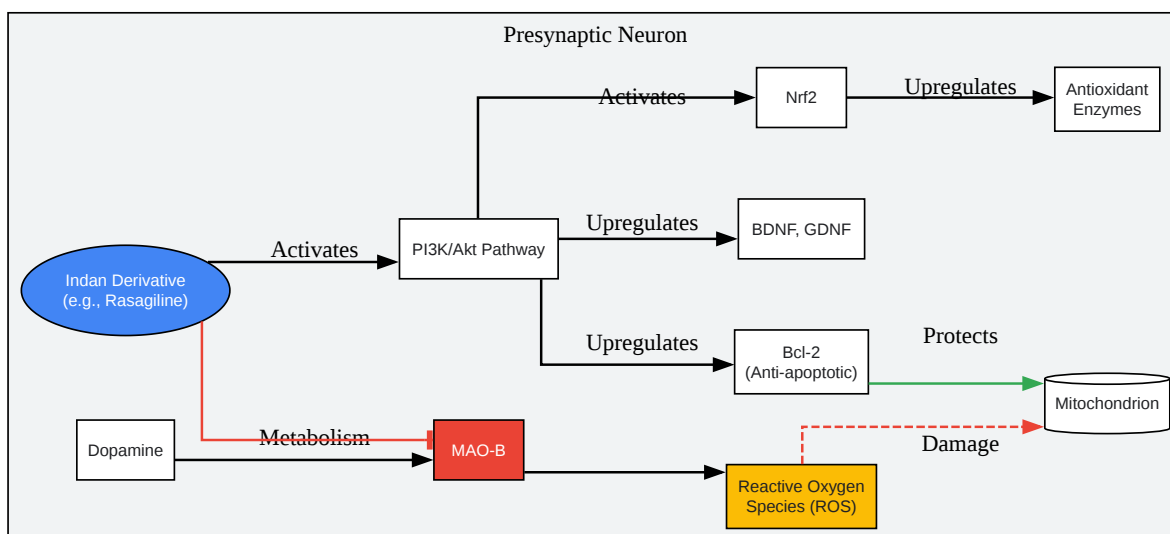 Presynaptic Neuron
Activates
Nrf2
Upregulates
Antioxidant
Enzymes
Indan Derivative
(e.g., Rasagiline)
Activates
PI3K/Akt Pathway
Upregulates
BDNF, GDNF
Upregulates
Bcl-2
(Anti-apoptotic)
Protects
Mitochondrion
Dopamine
Metabolism
MAO-B
Reactive Oxygen
Species (ROS)
Damage